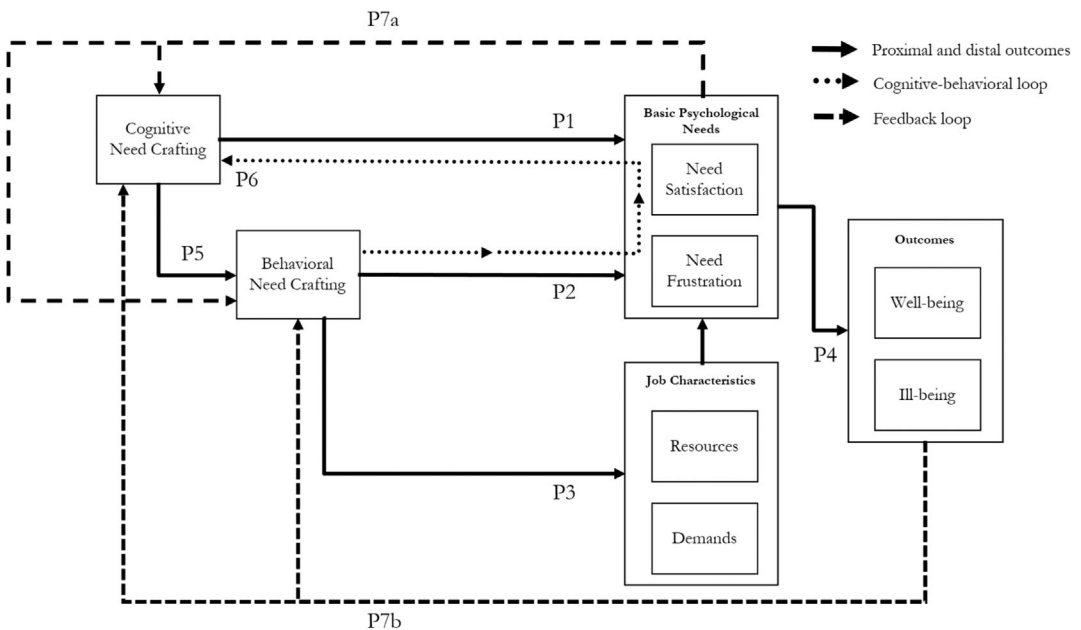 P7a
Proximal and distal outcomes
Cognitive-behavioral loop
Feedback loop
Cognitive
Need Crafting
P1
Basic Psychological
Needs
Need
Satisfaction
P6
P5
Behavioral
Need Crafting
P2
Need
Frustration
Outcomes
Well-being
P4
Ill-being
Job Characteristics
Resources
P3
Demands
P7b